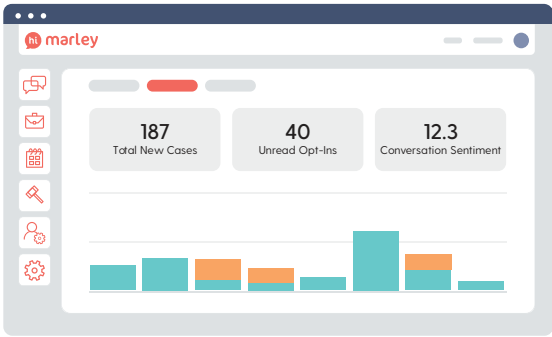 hi marley
187
Total New Cases
40
Unread Opt-Ins
12.3
Conversation Sentiment